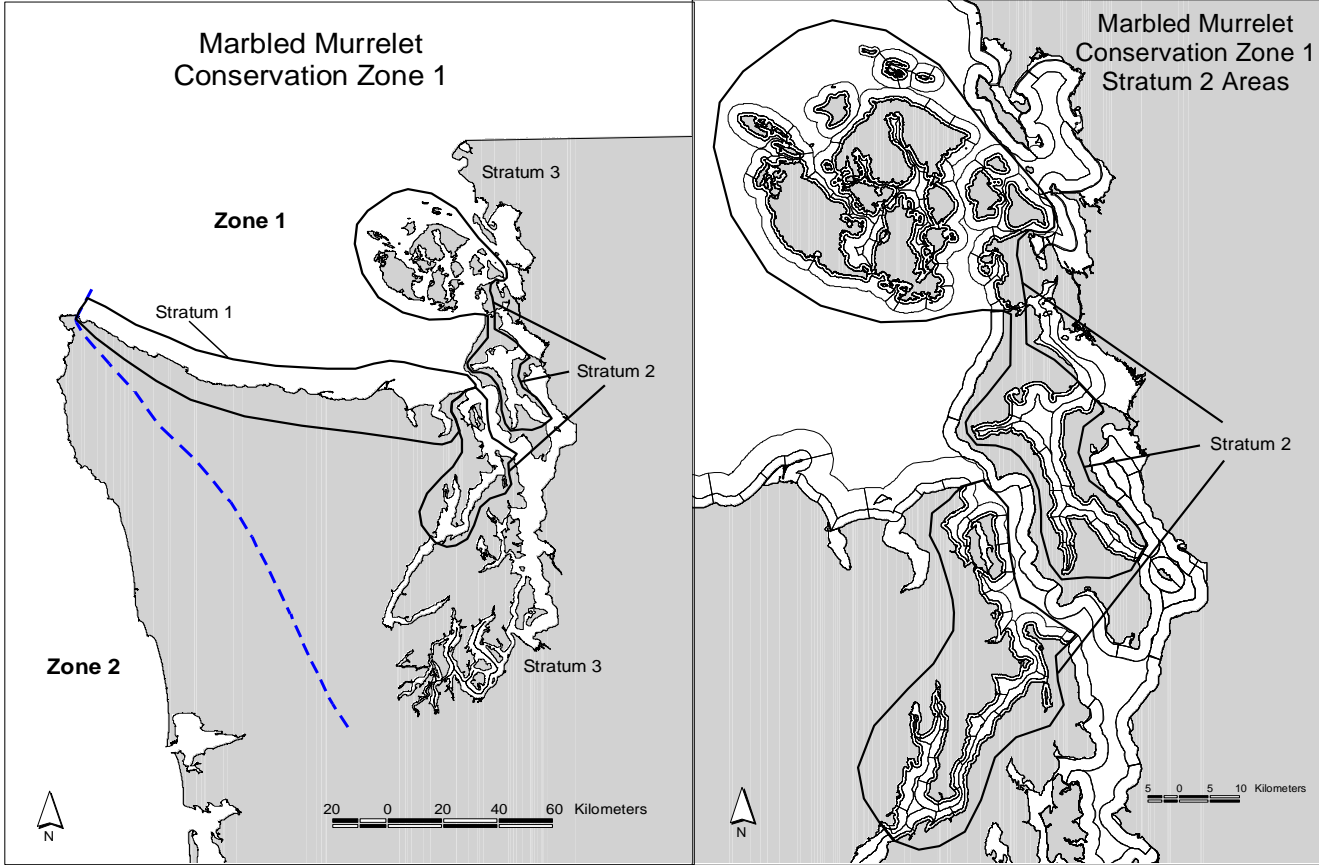 Marbled Murrelet
Conservation Zone 1
Stratum 3
Zone 1
Stratum 1
Stratum 2
Stratum 3
Zone 2
N
20 0 20 40 60 Kilometers
Marbled Murrelet
Conservation Zone 1
Stratum 2 Areas
Stratum 2
N
5 0 5 10 Kilometers